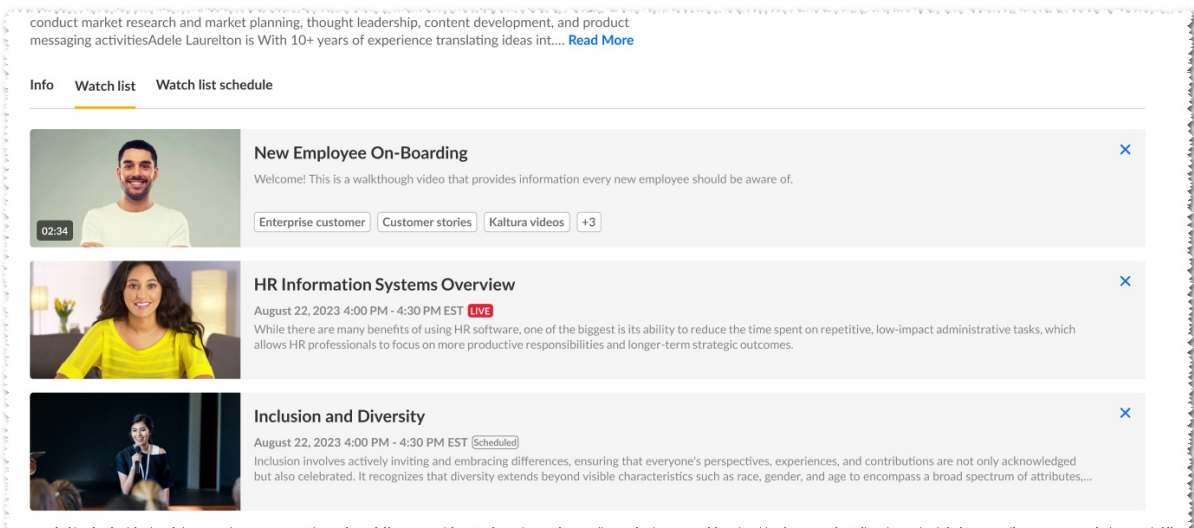 conduct market research and market planning, thought leadership, content development, and product
messaging activitiesAdele Laurelton is With 10+ years of experience translating ideas int.... Read More
Info Watch list Watch list schedule
New Employee On-Boarding
Welcome! This is a walkthough video that provides information every new employee should be aware of.
02:34
Enterprise customer Customer stories Kaltura videos +3
HR Information Systems Overview
August 22, 2023 4:00 PM - 4:30 PM EST LIVE
While there are many benefits of using HR software, one of the biggest is its ability to reduce the time spent on repetitive, low-impact administrative tasks, which
allows HR professionals to focus on more productive responsibilities and longer-term strategic outcomes.
Inclusion and Diversity
August 22, 2023 4:00 PM - 4:30 PM EST Scheduled
Inclusion involves actively inviting and embracing differences, ensuring that everyone's perspectives, experiences, and contributions are not only acknowledged
but also celebrated. It recognizes that diversity extends beyond visible characteristics such as race, gender, and age to encompass a broad spectrum of attributes,...